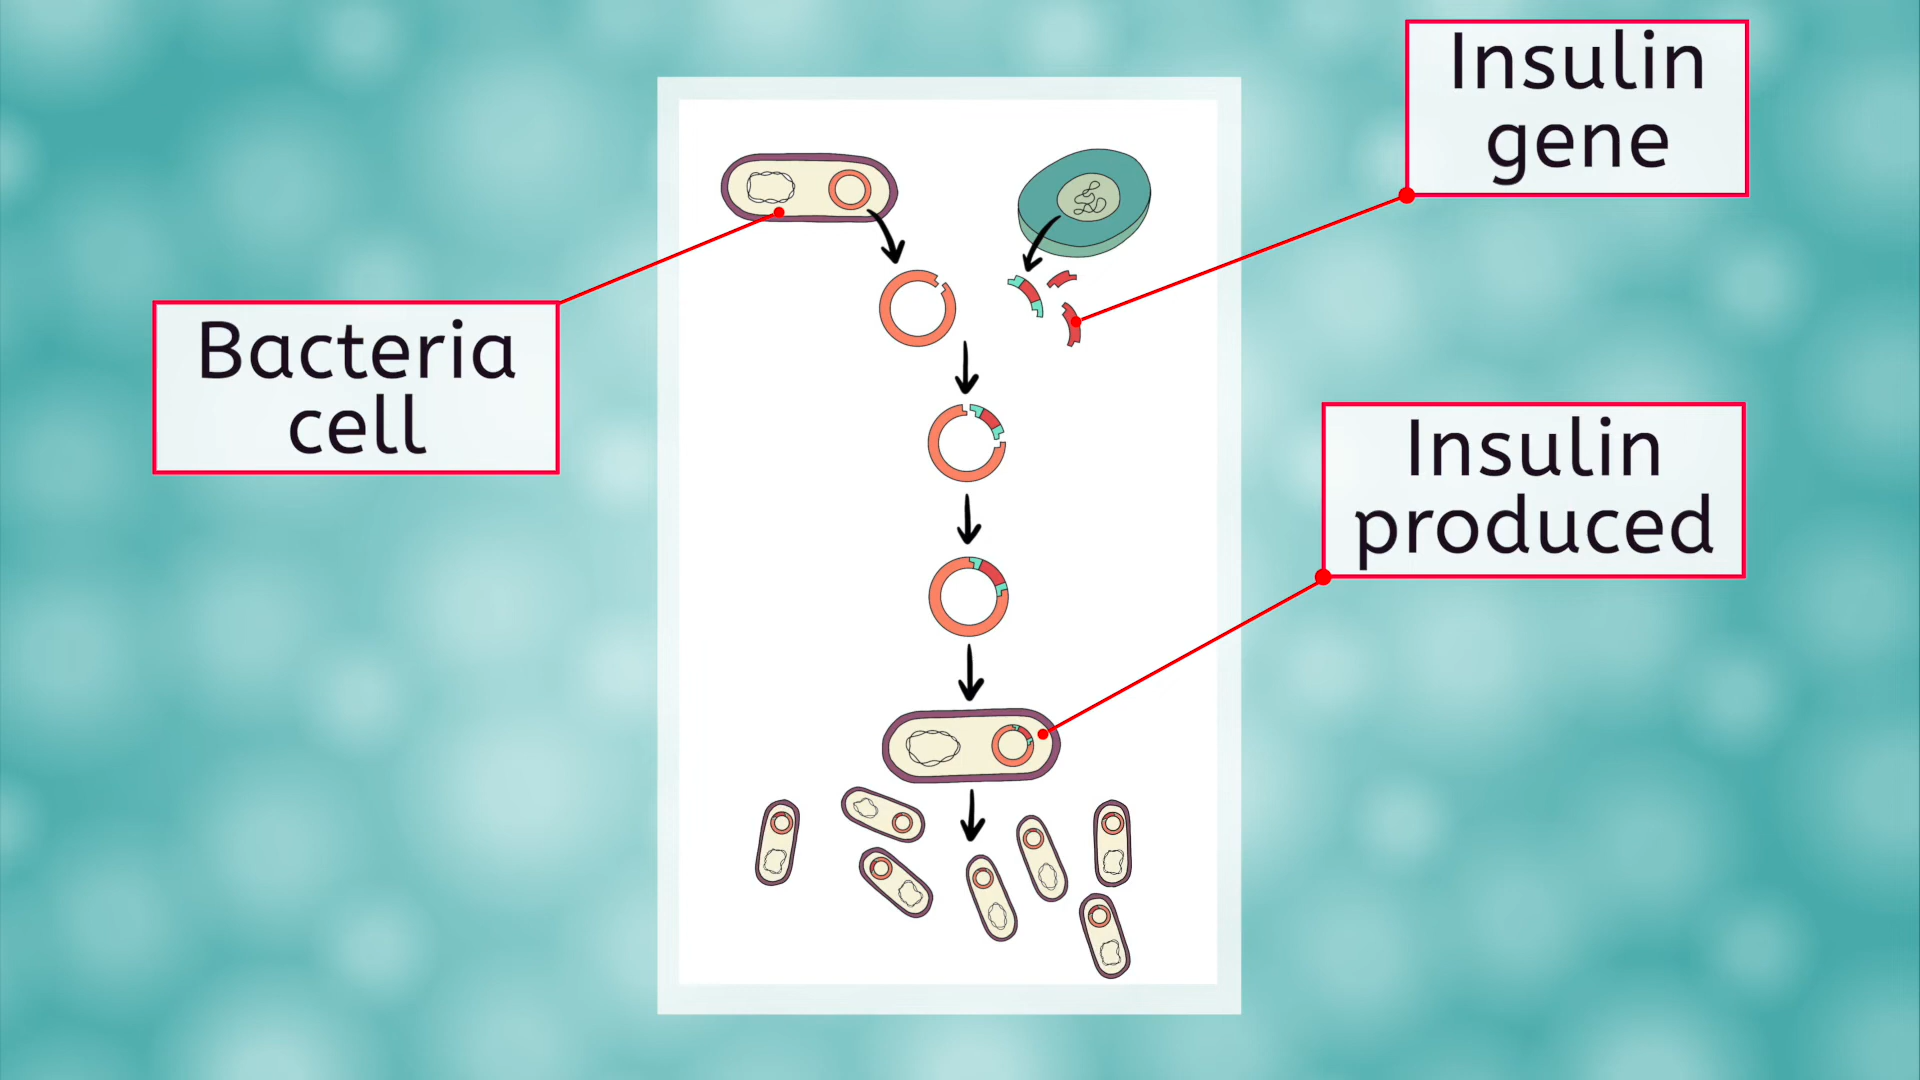 Insulin
gene
Bacteria
cell
Insulin
produced